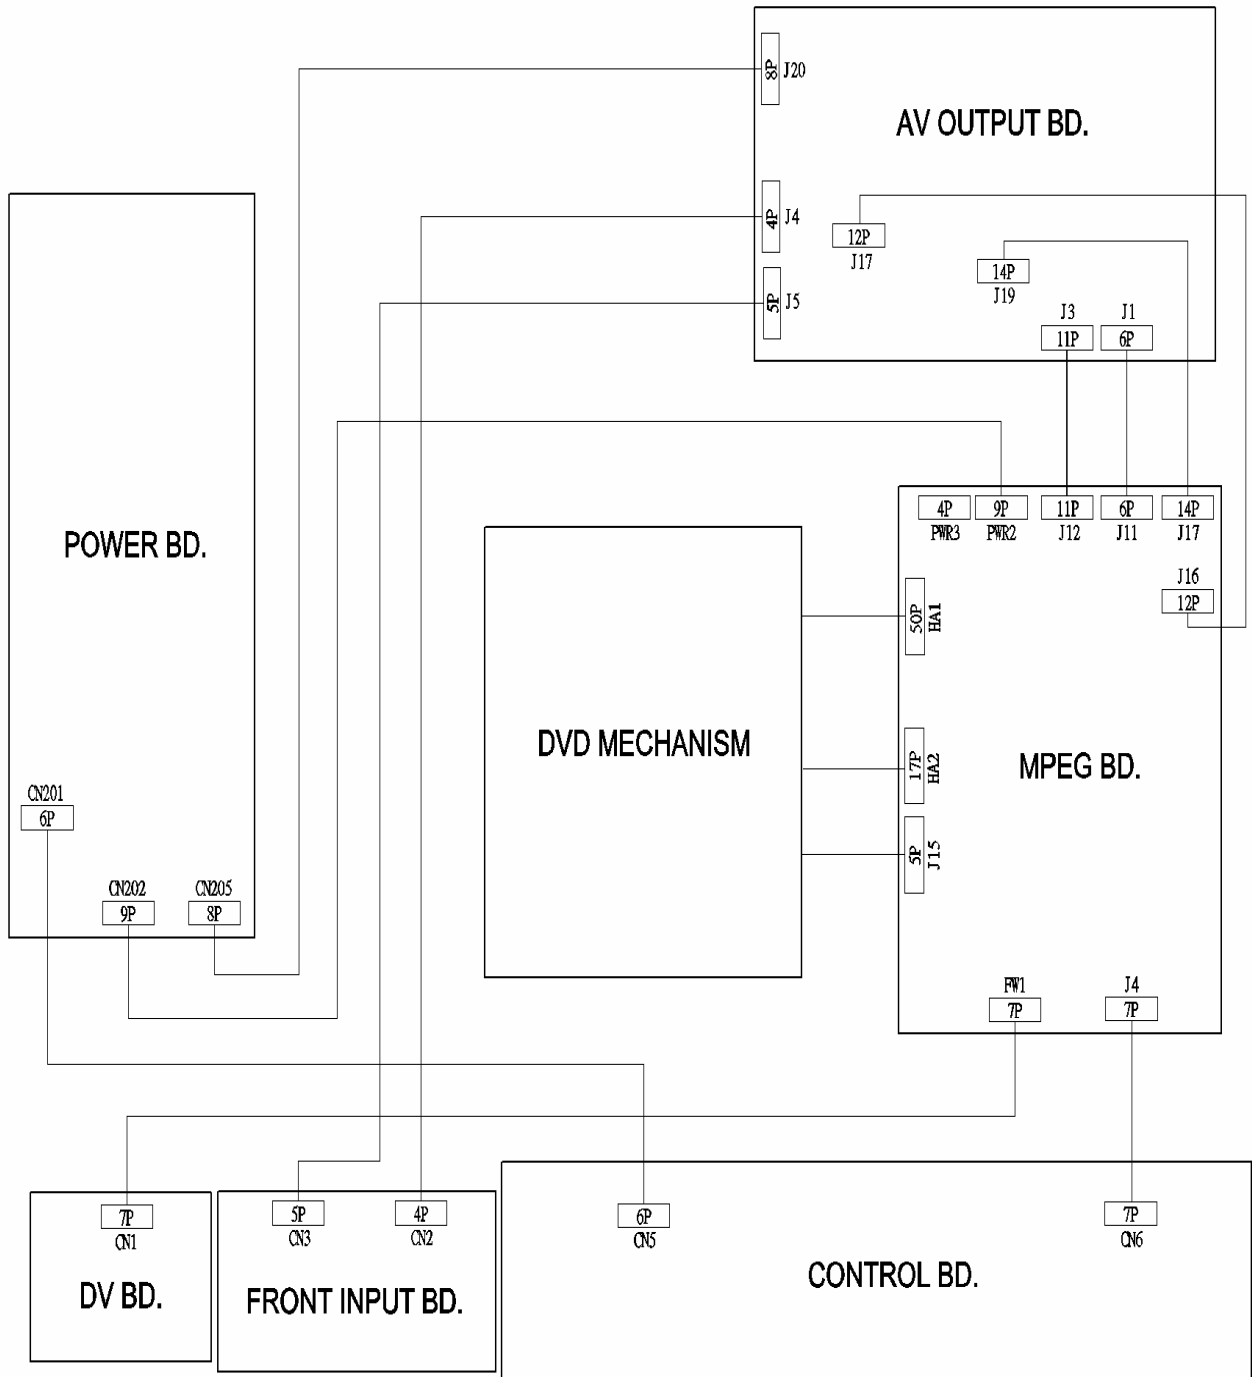 8P
J20
AV OUTPUT BD.
4P
J4
12P
J17
14P
J19
5P
J5
J3
J1
11P
6P
POWER BD.
4P
9P
11P
6P
14P
PWR3
PWR2
J12
J11
J17
J16
12P
50P
HA1
DVD MECHANISM
17P
HA2
MPEG BD.
CN201
6P
5P
J15
CN202
CN205
9P
8P
FW1
J4
7P
7P
7P
CN1
5P
CN3
4P
CN2
6P
CN5
7P
CN6
DV BD.
FRONT INPUT BD.
CONTROL BD.